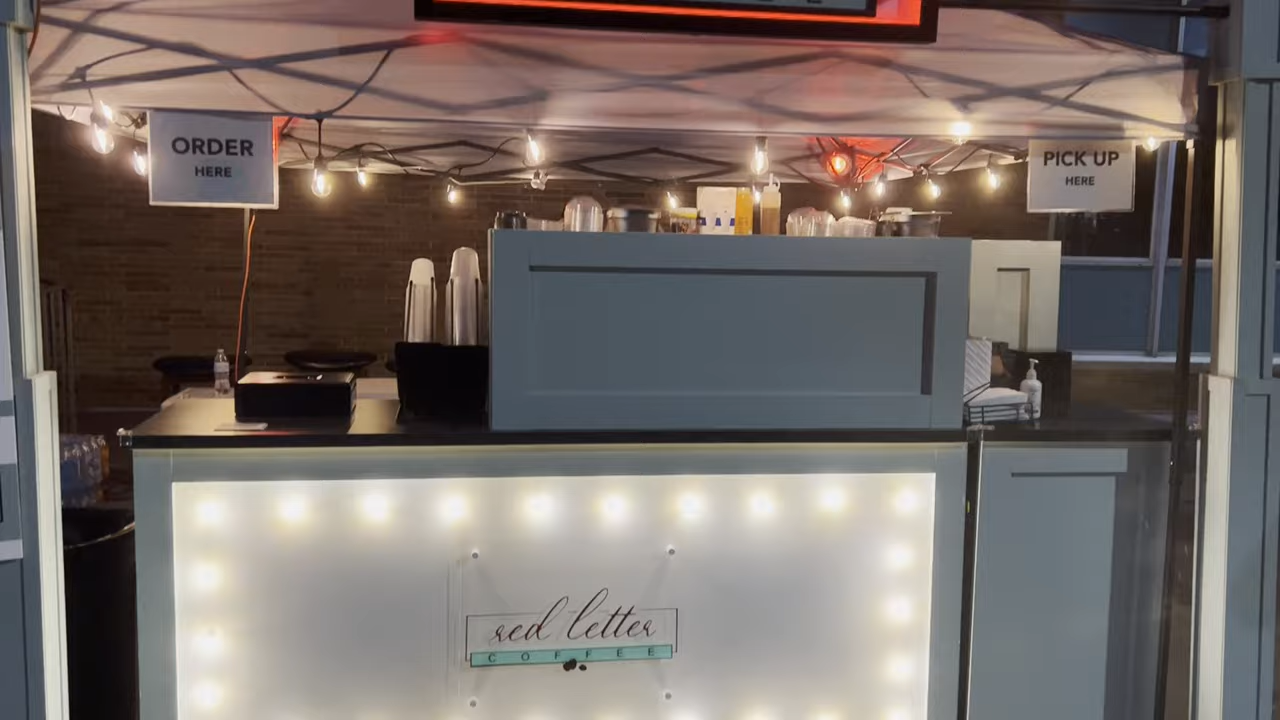 ORDER
HERE
PICK UP
HERE
red letter
COFFEE